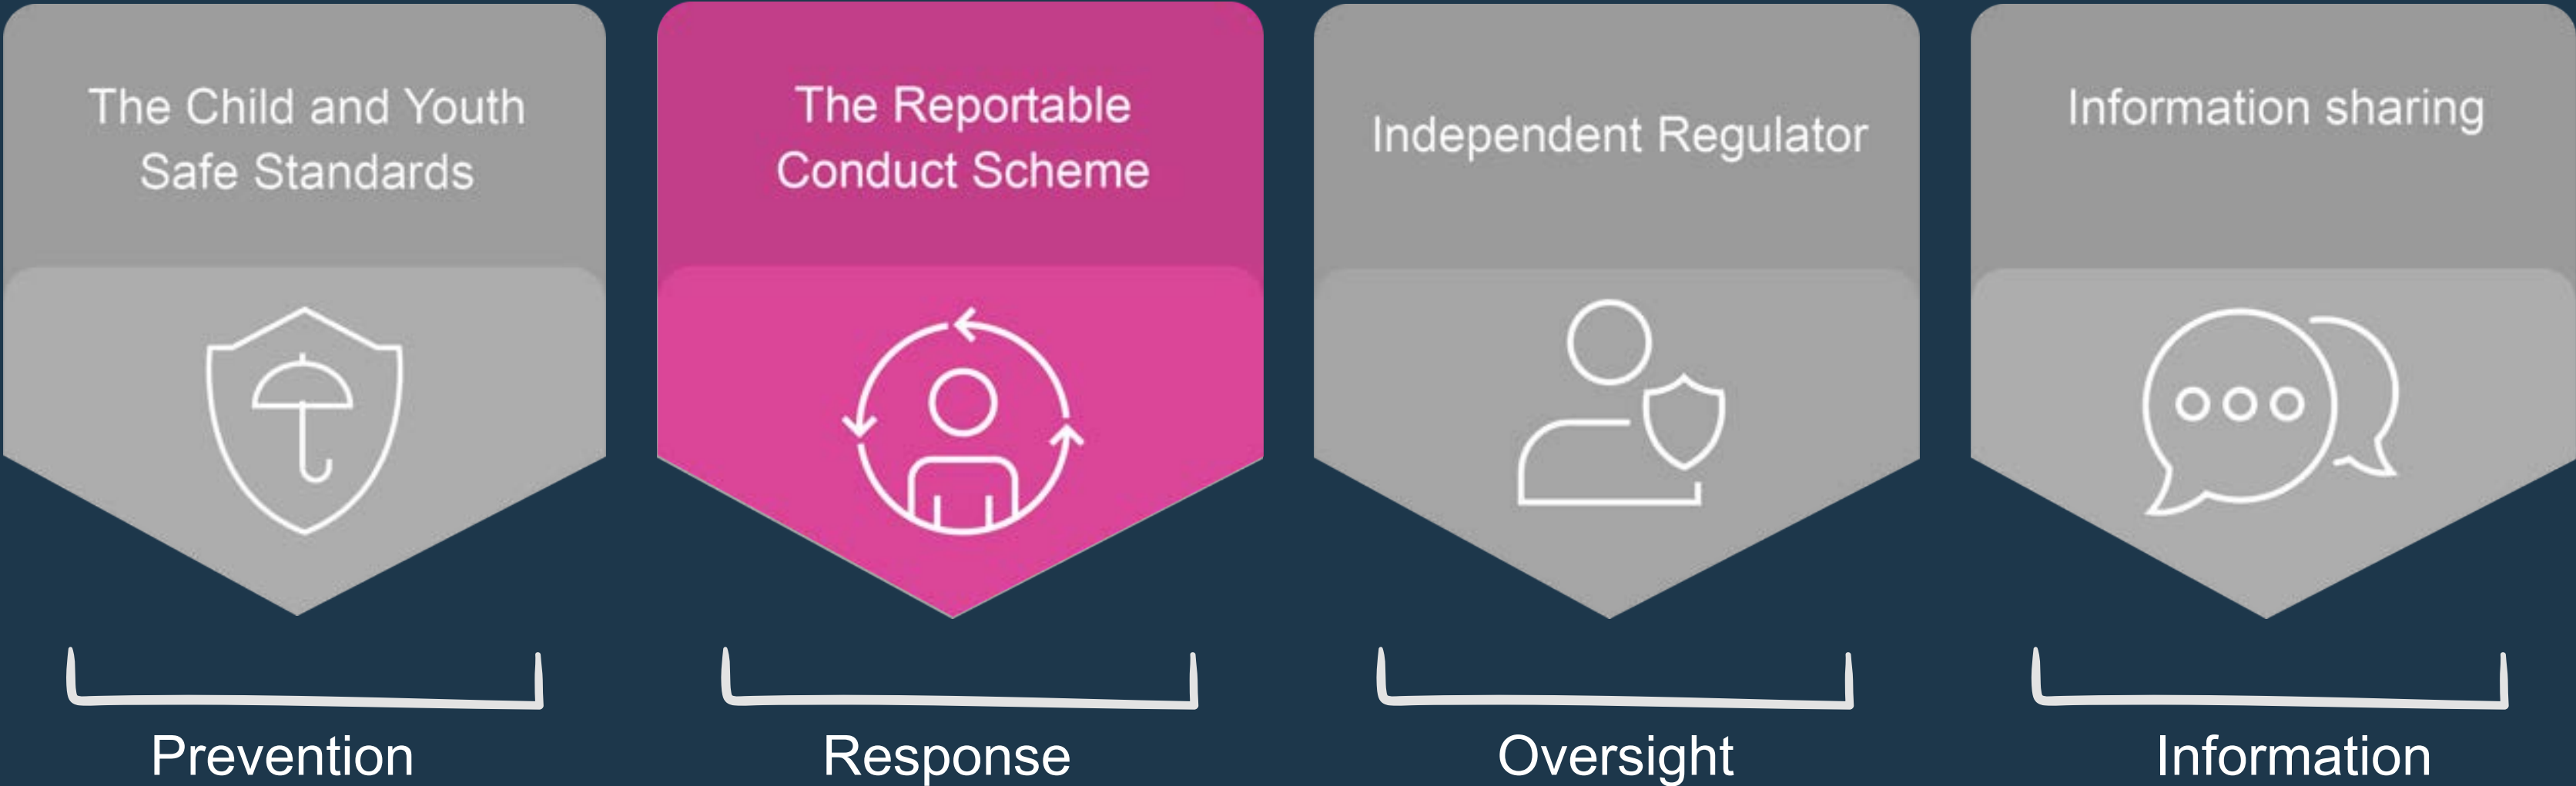 The Child and Youth
Safe Standards
The Reportable
Conduct Scheme
Independent Regulator
Information sharing
Prevention
Response
Oversight
Information